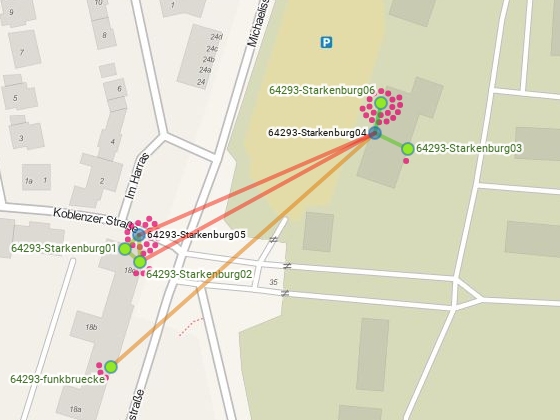 9
10
1
Michaeliss
7
8
24d
24c
24b
24a
24
P
5
6
64293-Starkenburg06
3
4
64293-Starkenburg04
64293-Starkenburg03
Im Harras
1a
1
2
Koblenzer Straße
64293-Starkenburg05
64293-Starkenburg01
18c
64293-Starkenburg02
35
18b
64293-funkbruecke
18a
straße